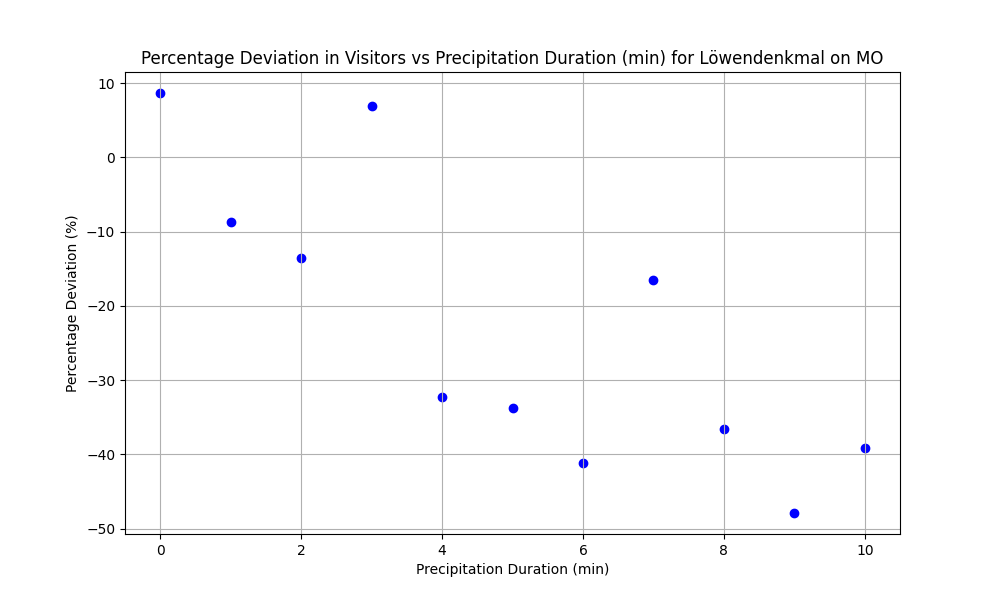 Percentage Deviation in Visitors vs Precipitation Duration (min) for Löwendenkmal on MO
Percentage Deviation (%)
10
0
−10
−20
−30
−40
−50
0 2 4 6 8 10
Precipitation Duration (min)